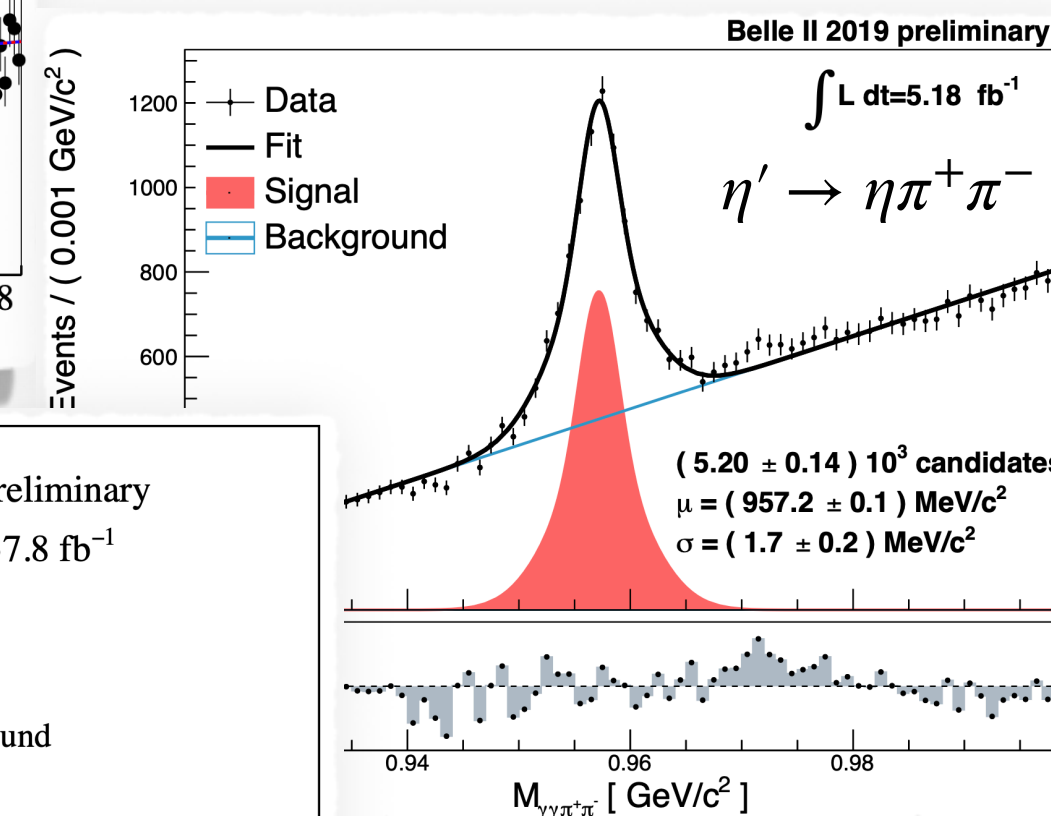 Belle II 2019 preliminary
∫ L dt=5.18 fb⁻¹
η′ → ηπ⁺π⁻
Data
Fit
Signal
Background
Events / ( 0.001 GeV/c² )
1200
1000
800
600
( 5.20 ± 0.14 ) 10³ candidates
μ = ( 957.2 ± 0.1 ) MeV/c²
σ = ( 1.7 ± 0.2 ) MeV/c²
0.94 0.96 0.98
M_γγπ⁺π⁻ [ GeV/c² ]
8
reliminary
7.8 fb⁻¹
und